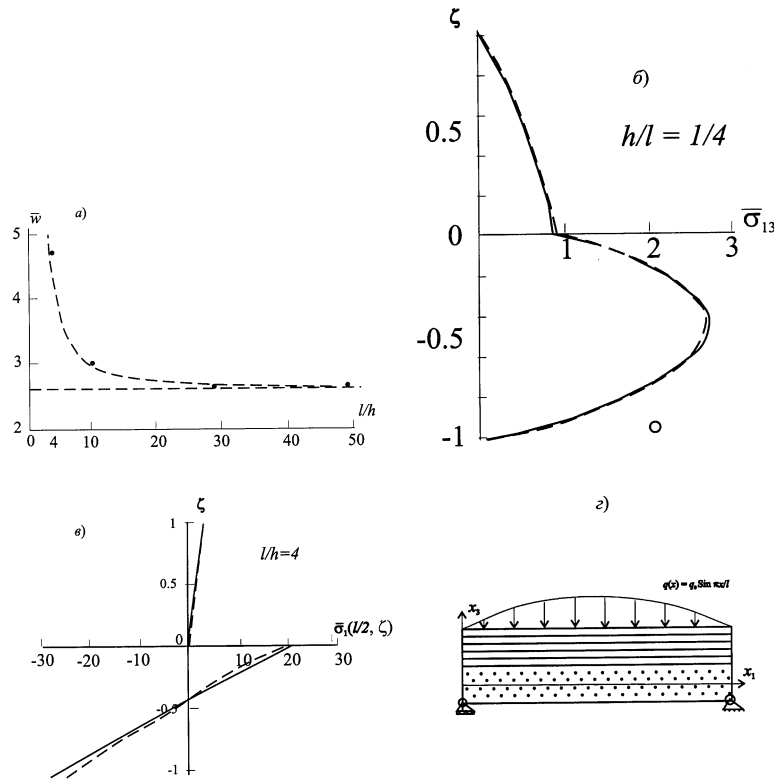 w̅
а)
5
4
3
2
0 4 10 20 30 40 50
l/h
ζ
б)
h/l = 1/4
0.5
0
σ̅₁₃
1 2 3
-0.5
-1
ζ
в)
1
l/h=4
0.5
0
σ̅₁(l/2, ζ)
-30 -20 -10 10 20 30
-0.5
-1
г)
q(x) = q₀ Sin πx/l
x₃
x₁